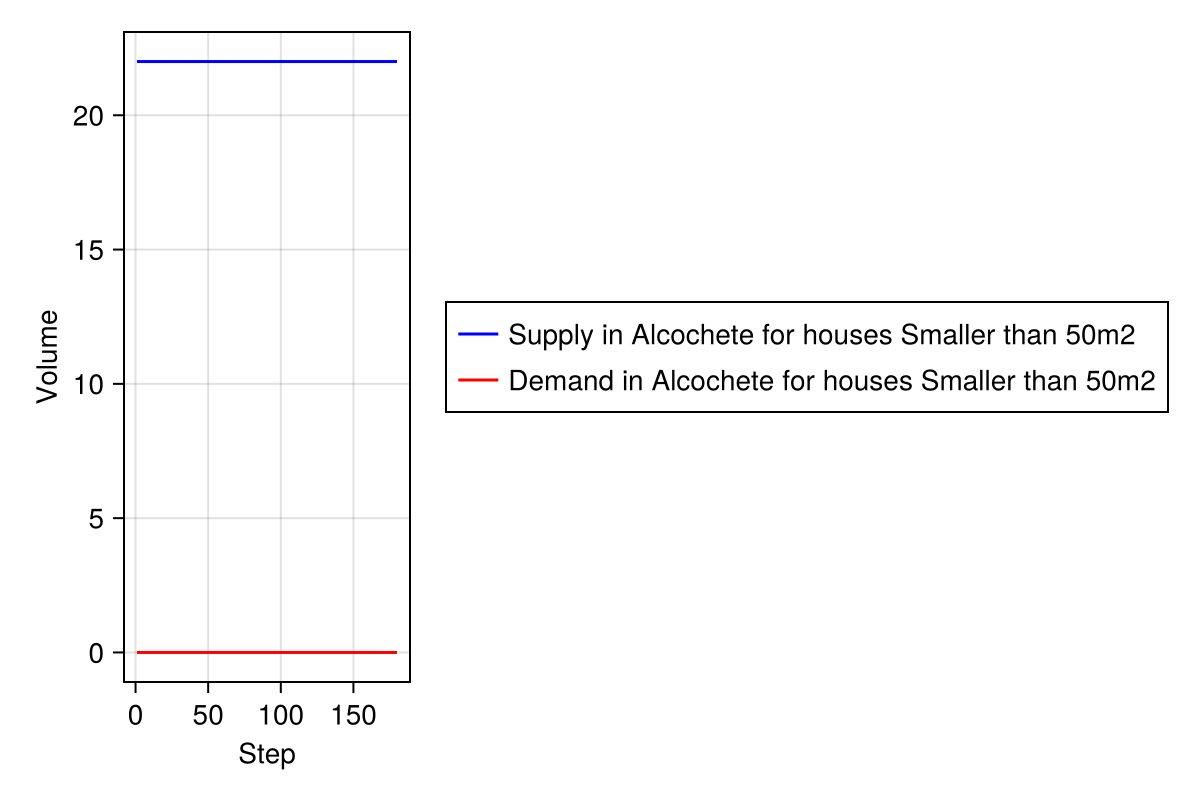 Volume
20
15
10
5
0
0 50 100 150
Step
Supply in Alcochete for houses Smaller than 50m2
Demand in Alcochete for houses Smaller than 50m2